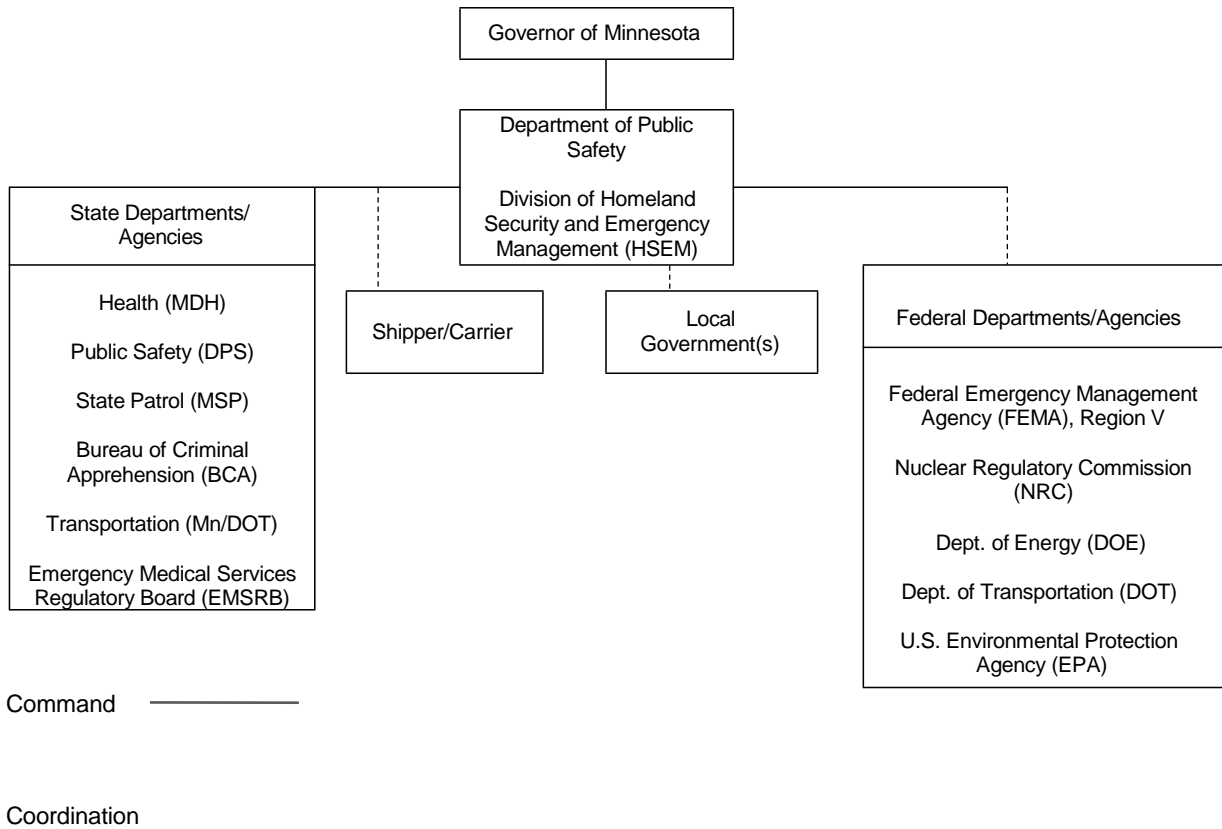 Governor of Minnesota
Department of Public
Safety
Division of Homeland
Security and Emergency
Management (HSEM)
State Departments/
Agencies
Health (MDH)
Public Safety (DPS)
State Patrol (MSP)
Bureau of Criminal
Apprehension (BCA)
Transportation (Mn/DOT)
Emergency Medical Services
Regulatory Board (EMSRB)
Shipper/Carrier
Local
Government(s)
Federal Departments/Agencies
Federal Emergency Management
Agency (FEMA), Region V
Nuclear Regulatory Commission
(NRC)
Dept. of Energy (DOE)
Dept. of Transportation (DOT)
U.S. Environmental Protection
Agency (EPA)
Command
Coordination